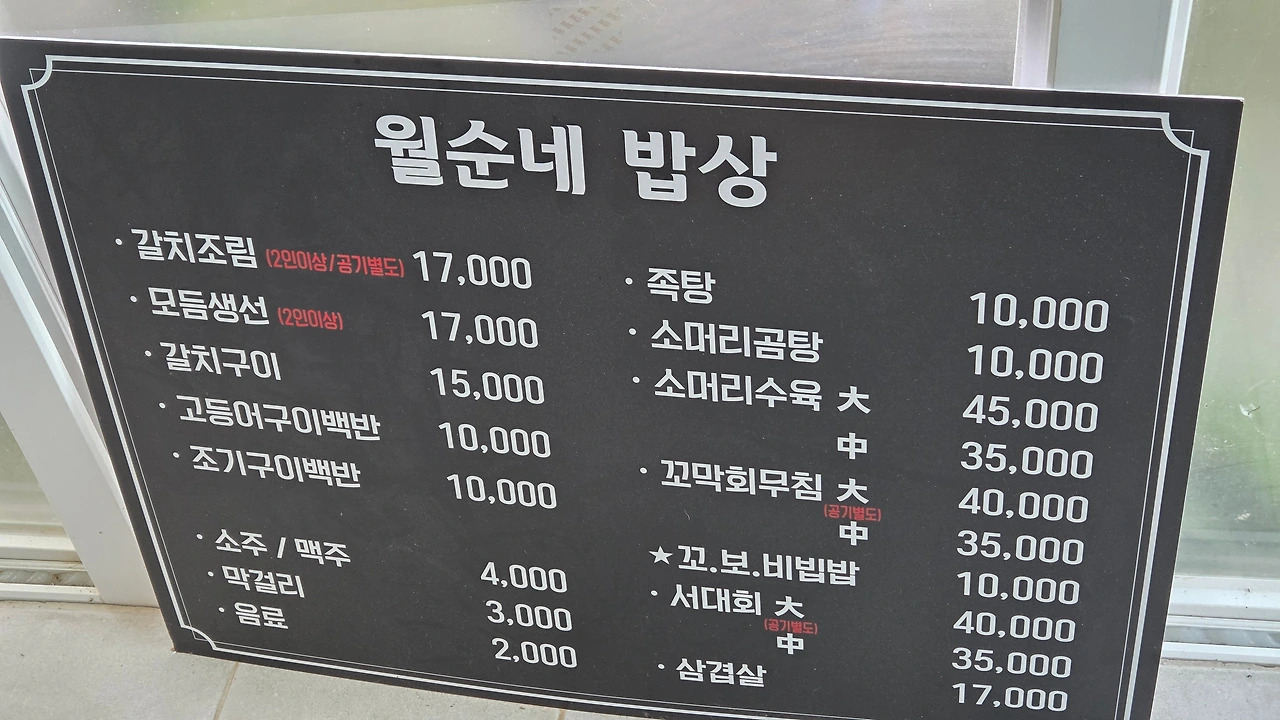 월순네 밥상
· 갈치조림 (2인이상/공기별도) 17,000
· 모듬생선 (2인이상) 17,000
· 갈치구이 15,000
· 고등어구이백반 10,000
· 조기구이백반 10,000
· 소주 / 맥주 4,000
· 막걸리 3,000
· 음료 2,000
· 족탕 10,000
· 소머리곰탕 10,000
· 소머리수육 大 45,000
中 35,000
· 꼬막회무침 大 40,000
(공기별도)
中 35,000
★꼬.보.비빔밥 10,000
· 서대회 大 40,000
(공기별도)
中 35,000
· 삼겹살 17,000